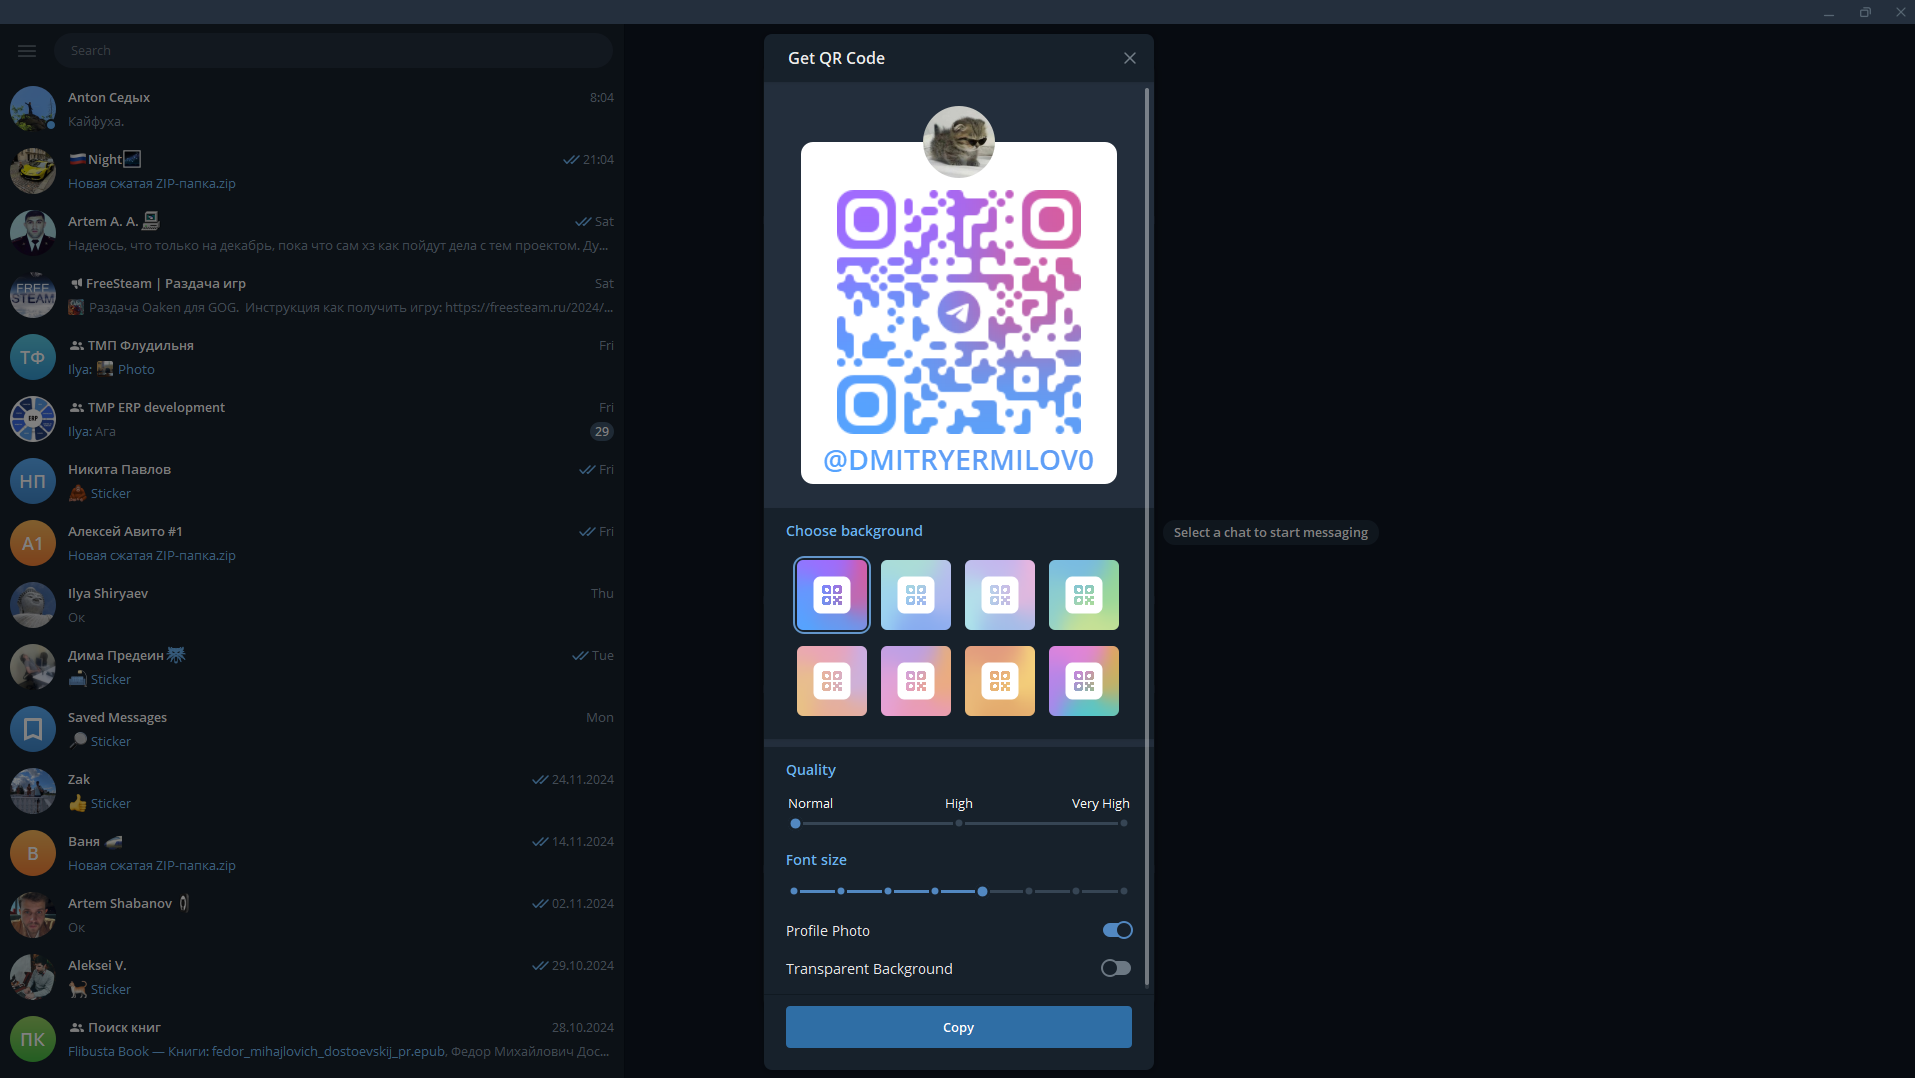 Search
Anton Седых 8:04
Кайфуха.
Night 21:04
Новая сжатая ZIP-папка.zip
Artem A. A. Sat
Надеюсь, что только на декабрь, пока что сам хз как пойдут дела с тем проектом. Ду...
FREE STEAM
FreeSteam | Раздача игр Sat
Раздача Oaken для GOG. Инструкция как получить игру: https://freesteam.ru/2024/...
ТФ
ТМП Флудильня Fri
Ilya: Photo
ERP
TMP ERP development Fri
Ilya: Ага 29
НП
Никита Павлов Fri
Sticker
А1
Алексей Авито #1 Fri
Новая сжатая ZIP-папка.zip
Ilya Shiryaev Thu
Ок
Дима Предеин Tue
Sticker
Saved Messages Mon
Sticker
Zak 24.11.2024
Sticker
В
Ваня 14.11.2024
Новая сжатая ZIP-папка.zip
Artem Shabanov 02.11.2024
Ок
Aleksei V. 29.10.2024
Sticker
ПК
Поиск книг 28.10.2024
Flibusta Book — Книги: fedor_mihajlovich_dostoevskij_pr.epub, Федор Михайлович Дос...
Get QR Code
@DMITRYERMILOV0
Choose background
Quality
Normal High Very High
Font size
Profile Photo
Transparent Background
Copy
Select a chat to start messaging